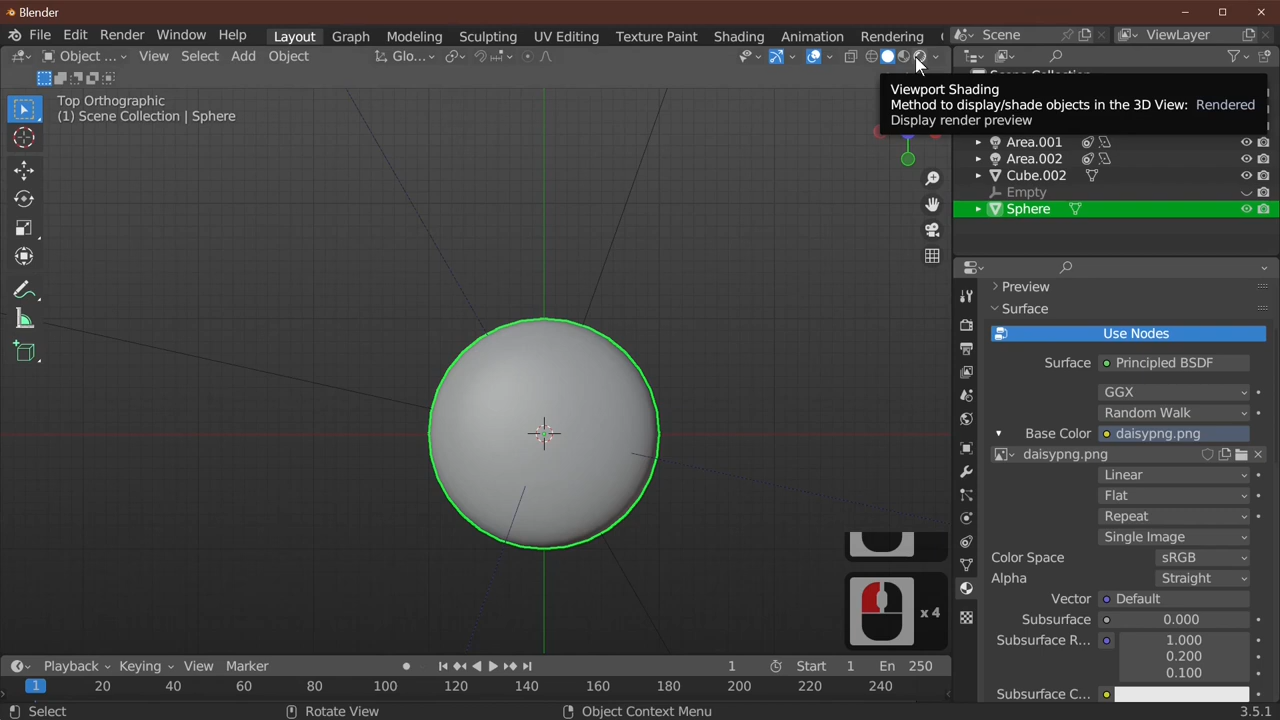 Blender
File Edit Render Window Help Layout Graph Modeling Sculpting UV Editing Texture Paint Shading Animation Rendering Scene ViewLayer
Object ... View Select Add Object Glo...
Top Orthographic
(1) Scene Collection | Sphere
Viewport Shading
Method to display/shade objects in the 3D View: Rendered
Display render preview
Area.001
Area.002
Cube.002
Empty
Sphere
Preview
Surface
Use Nodes
Surface Principled BSDF
GGX
Random Walk
Base Color daisypng.png
daisypng.png
Linear
Flat
Repeat
Single Image
Color Space sRGB
Alpha Straight
Vector Default
Subsurface 0.000
Subsurface R... 1.000
0.200
0.100
Subsurface C...
x 4
Playback Keying View Marker 1 Start 1 En 250
1 20 40 60 80 100 120 140 160 180 200 220 240
Select Rotate View Object Context Menu 3.5.1